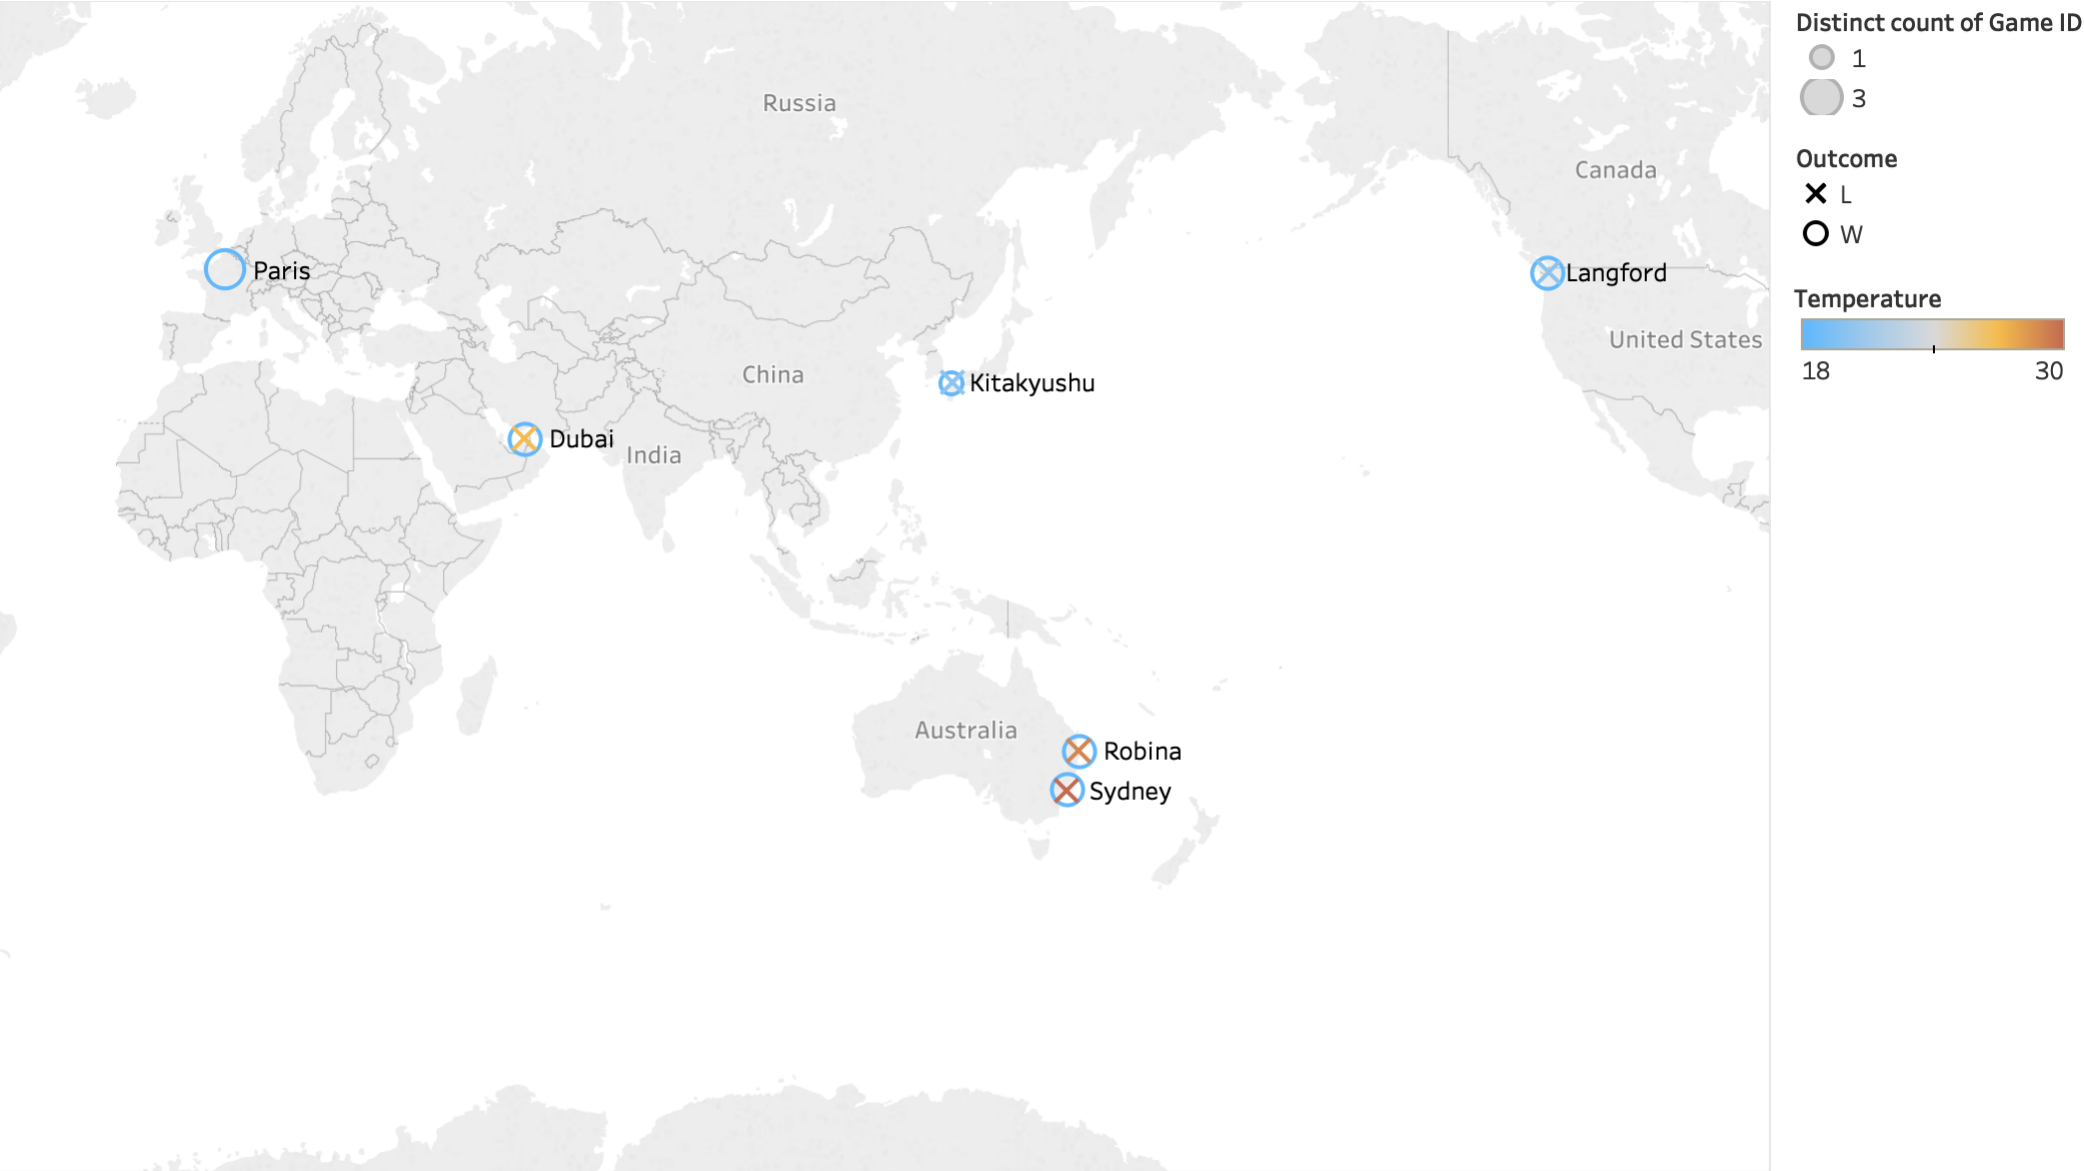 Distinct count of Game ID
1
3
Outcome
L
W
Temperature
18 30
Russia
Canada
Paris
Langford
United States
China
Kitakyushu
Dubai
India
Australia
Robina
Sydney